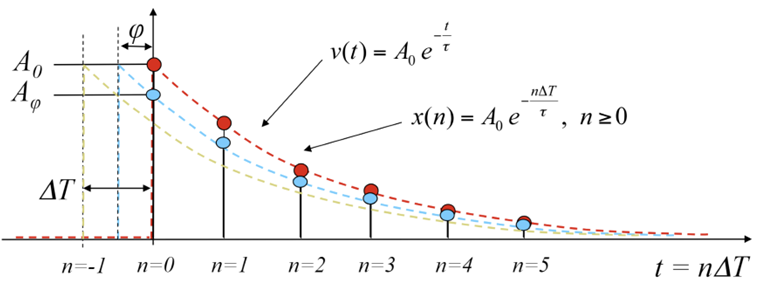 φ
v(t) = A₀ e^(-t/τ)
A₀
Aφ
x(n) = A₀ e^(-nΔT/τ), n ≥ 0
ΔT
n=-1 n=0 n=1 n=2 n=3 n=4 n=5 t = nΔT